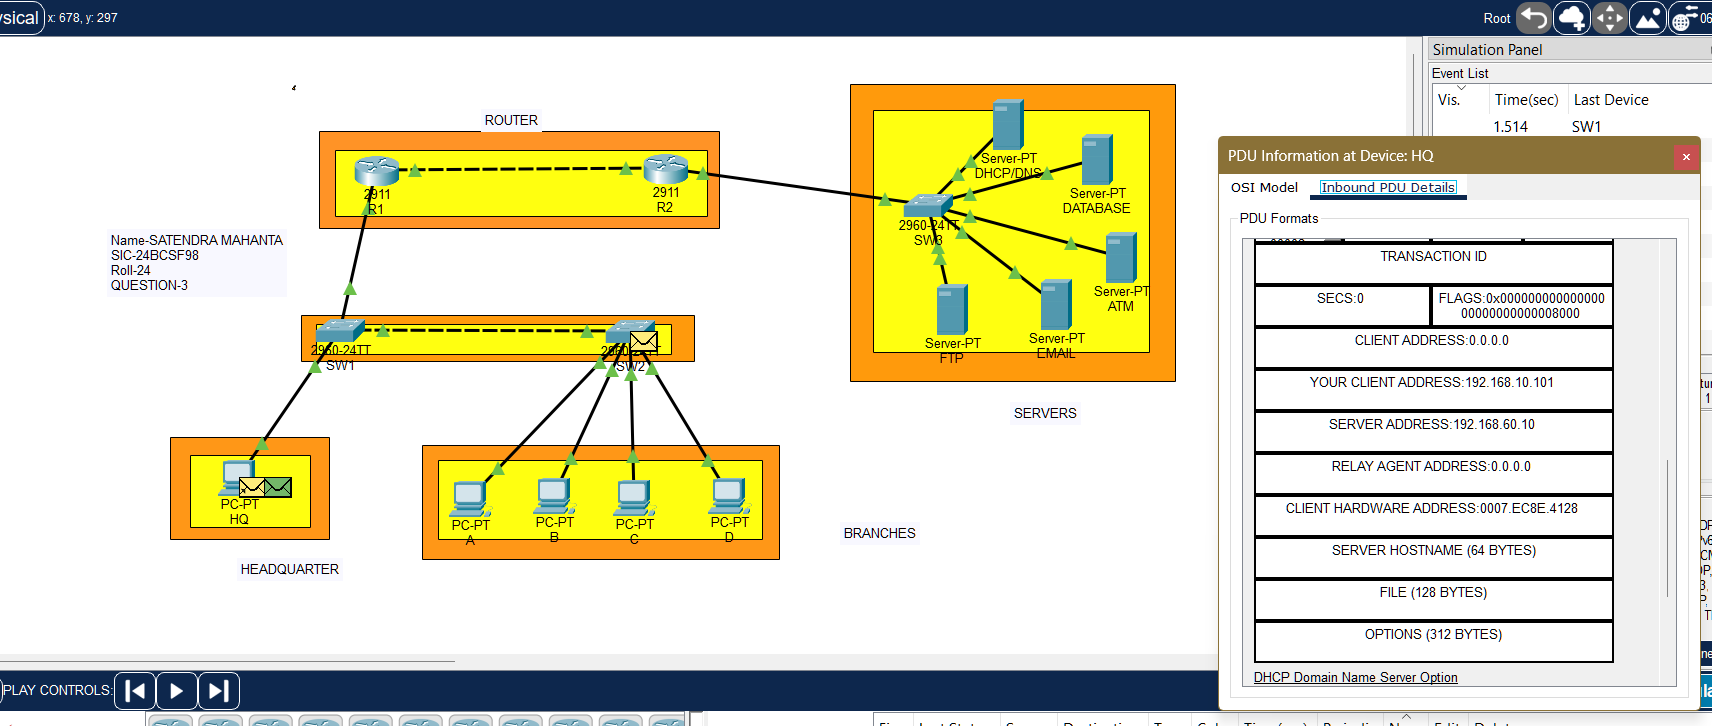 ysical x: 678, y: 297
Root
06
Simulation Panel
Event List
Vis. Time(sec) Last Device
1.514 SW1
PDU Information at Device: HQ
OSI Model Inbound PDU Details
PDU Formats
TRANSACTION ID
SECS:0
FLAGS:0x000000000000000
00000000000008000
CLIENT ADDRESS:0.0.0.0
YOUR CLIENT ADDRESS:192.168.10.101
SERVER ADDRESS:192.168.60.10
RELAY AGENT ADDRESS:0.0.0.0
CLIENT HARDWARE ADDRESS:0007.EC8E.4128
SERVER HOSTNAME (64 BYTES)
FILE (128 BYTES)
OPTIONS (312 BYTES)
DHCP Domain Name Server Option
ROUTER
2911
R1
2911
R2
Name-SATENDRA MAHANTA
SIC-24BCSF98
Roll-24
QUESTION-3
Server-PT
DHCP/DNS
Server-PT
DATABASE
2960-24TT
SW3
Server-PT
ATM
Server-PT
FTP
Server-PT
EMAIL
SERVERS
2960-24TT
SW1
2960-24TT
SW2
PC-PT
HQ
HEADQUARTER
PC-PT
A
PC-PT
B
PC-PT
C
PC-PT
D
BRANCHES
PLAY CONTROLS: